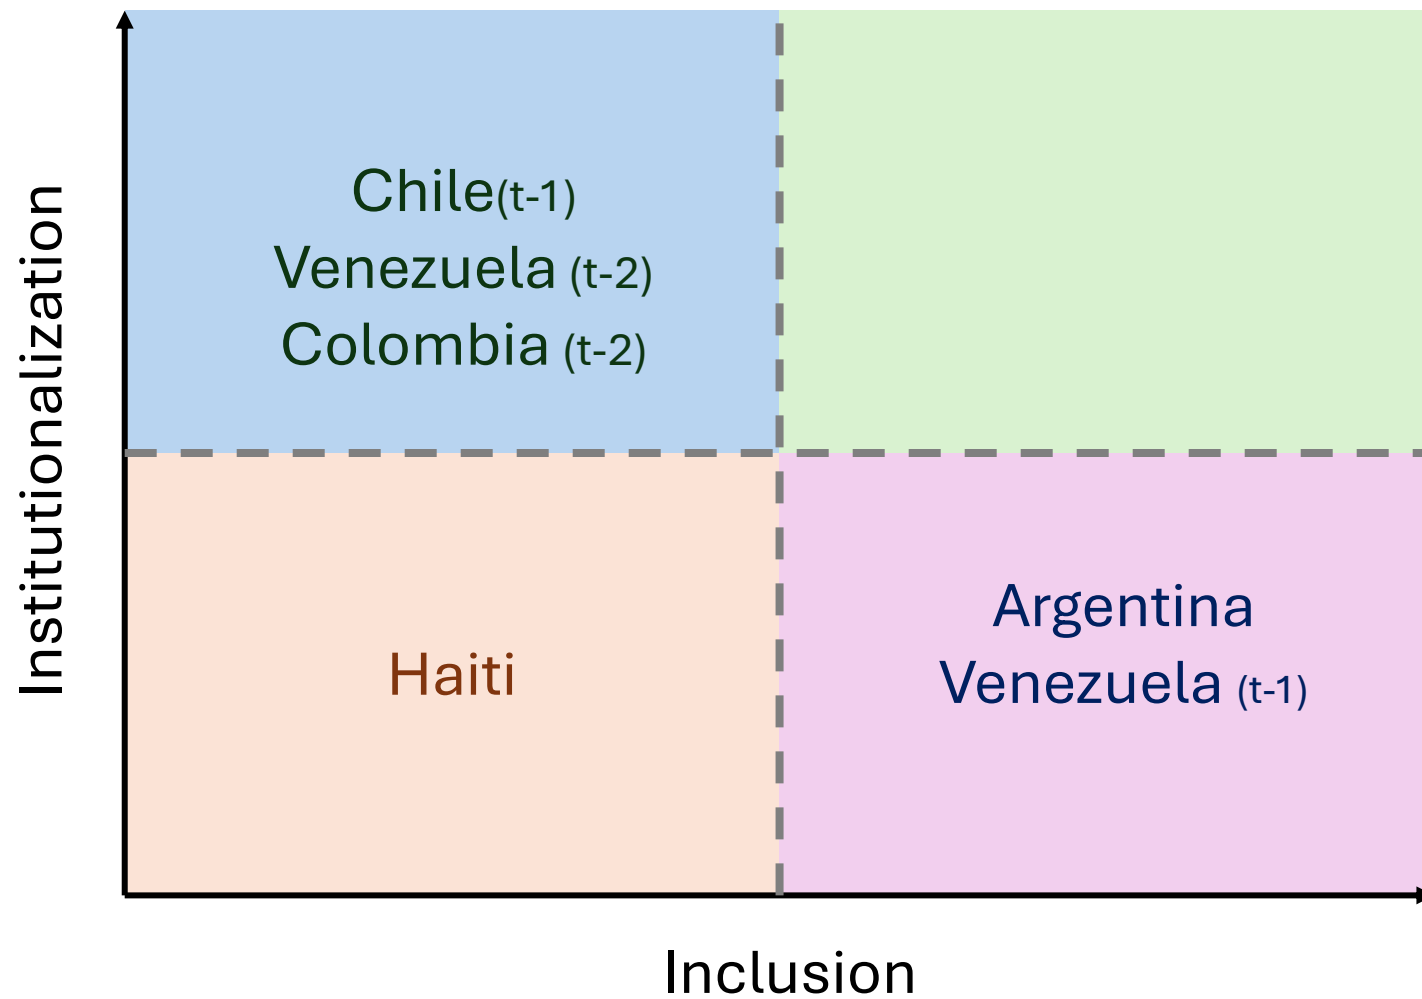 Institutionalization
Chile(t-1)
Venezuela (t-2)
Colombia (t-2)
Haiti
Argentina
Venezuela (t-1)
Inclusion